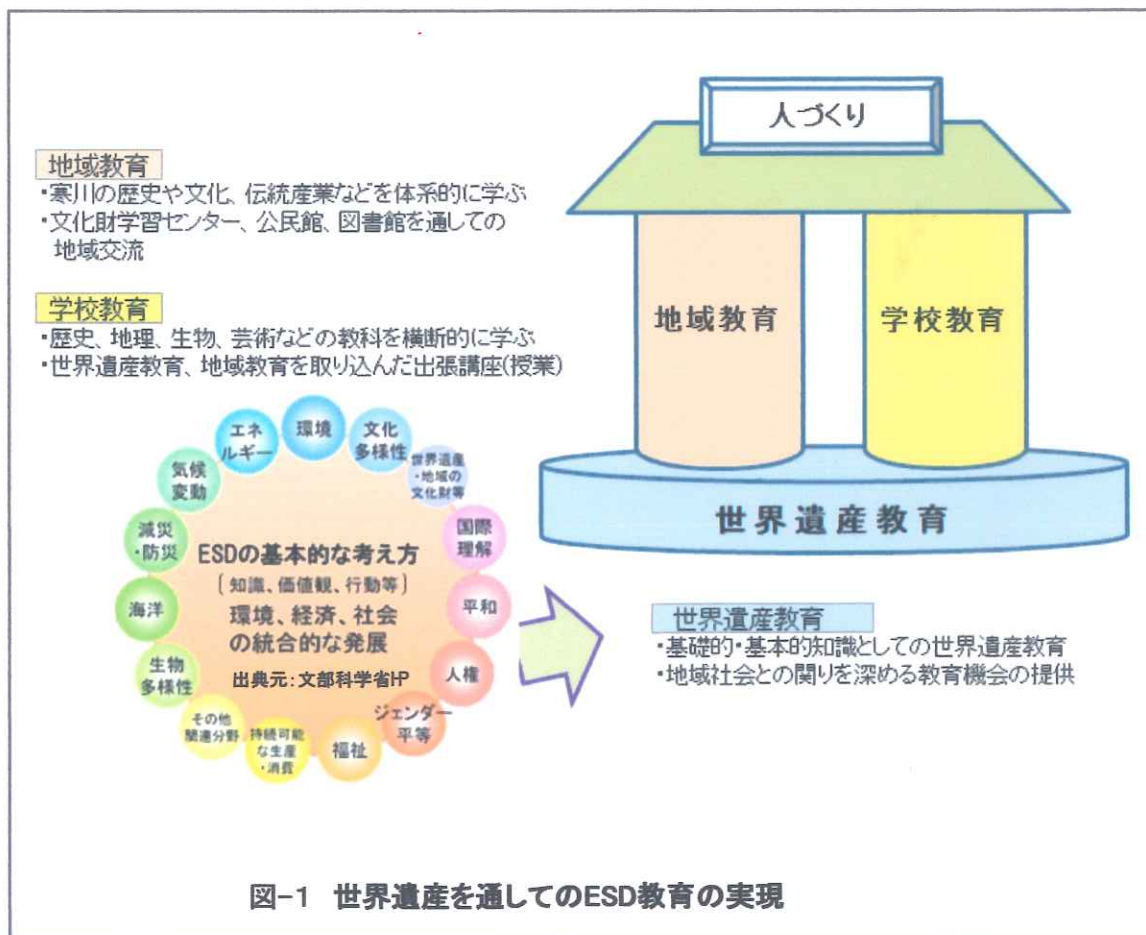 人づくり
地域教育
・寒川の歴史や文化、伝統産業などを体系的に学ぶ
・文化財学習センター、公民館、図書館を通しての
地域交流
学校教育
・歴史、地理、生物、芸術などの教科を横断的に学ぶ
・世界遺産教育、地域教育を取り込んだ出張講座(授業)
地域教育
学校教育
世界遺産教育
環境
文化
多様性
世界遺産
・地域の
文化財等
国際
理解
平和
人権
ジェンダー
平等
福祉
持続可能
な生産
・消費
その他
関連分野
生物
多様性
海洋
減災
・防災
気候
変動
エネ
ルギー
ESDの基本的な考え方
[知識、価値観、行動等]
環境、経済、社会
の統合的な発展
出典元:文部科学省HP
世界遺産教育
・基礎的・基本的知識としての世界遺産教育
・地域社会との関りを深める教育機会の提供
図-1 世界遺産を通してのESD教育の実現